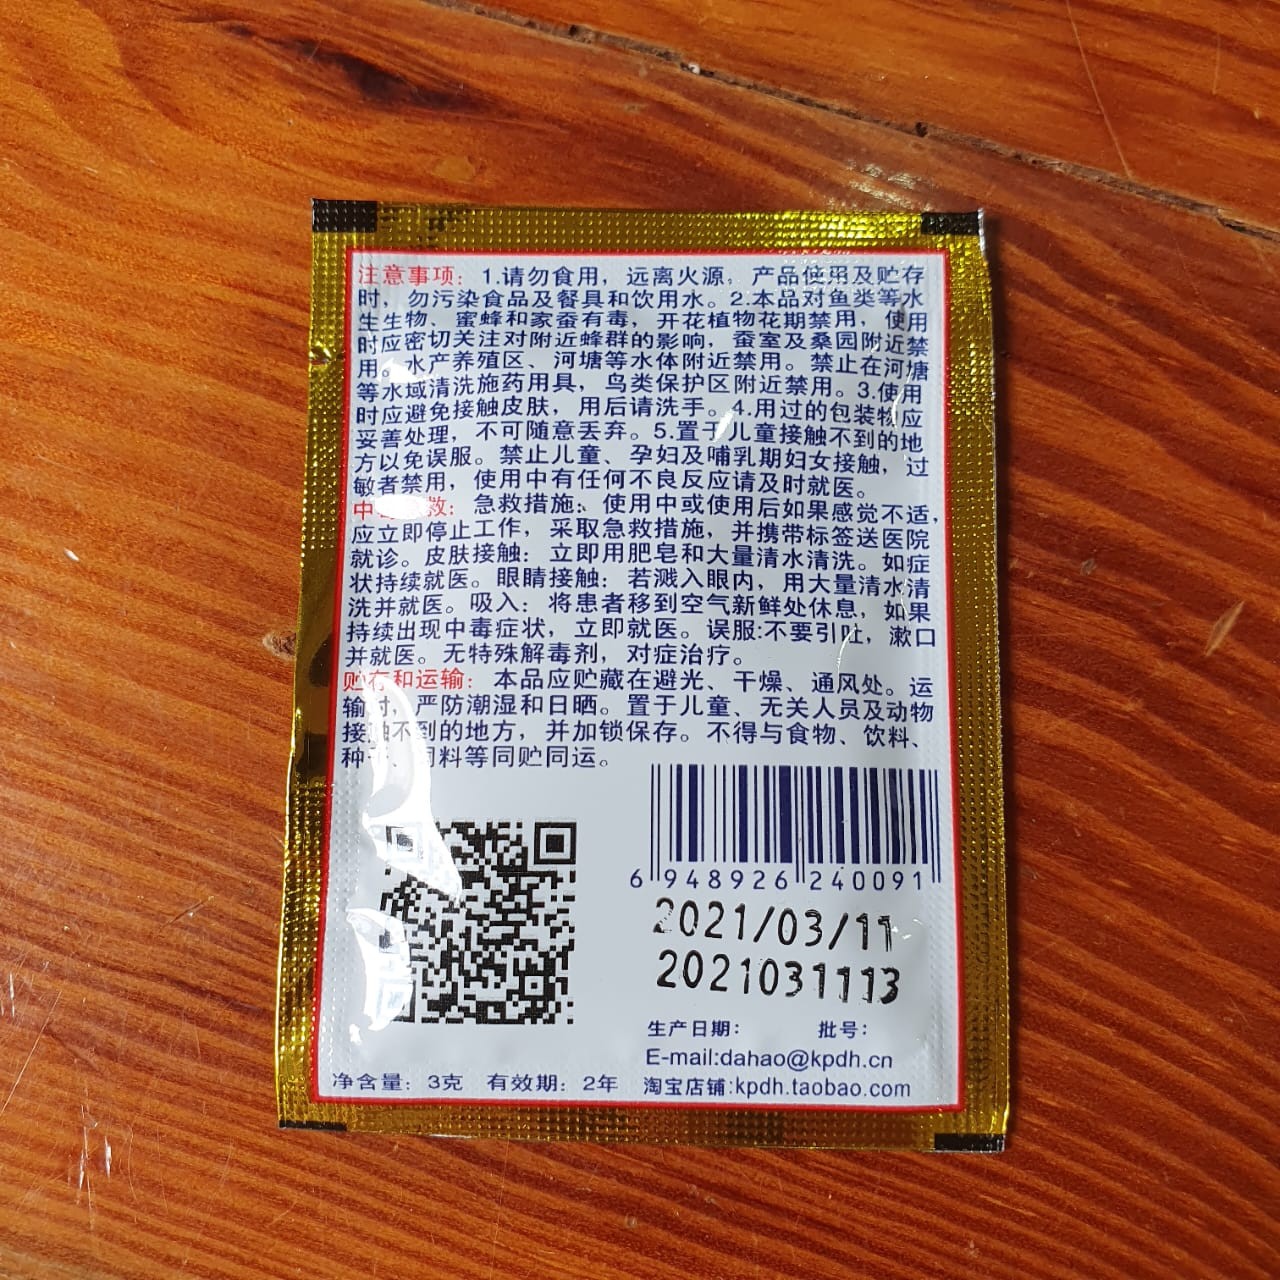 注意事项：1.请勿食用，远离火源，产品使用及贮存
时，勿污染食品及餐具和饮用水。2.本品对鱼类等水
生生物、蜜蜂和家蚕有毒，开花植物花期禁用，使用
时应密切关注对附近蜂群的影响，蚕室及桑园附近禁
用。水产养殖区、河塘等水体附近禁用。禁止在河塘
等水域清洗施药用具，鸟类保护区附近禁用。3.使用
时应避免接触皮肤，用后请洗手。4.用过的包装物应
妥善处理，不可随意丢弃。5.置于儿童接触不到的地
方以免误服。禁止儿童、孕妇及哺乳期妇女接触，过
敏者禁用，使用中有任何不良反应请及时就医。
中 救：急救措施：使用中或使用后如果感觉不适，
应立即停止工作，采取急救措施，并携带标签送医院
就诊。皮肤接触：立即用肥皂和大量清水清洗。如症
状持续就医。眼睛接触：若溅入眼内，用大量清水清
洗并就医。吸入：将患者移到空气新鲜处休息，如果
持续出现中毒症状，立即就医。误服:不要引吐，漱口
并就医。无特殊解毒剂，对症治疗。
贮存和运输：本品应贮藏在避光、干燥、通风处。运
输时，严防潮湿和日晒。置于儿童、无关人员及动物
接触不到的地方，并加锁保存。不得与食物、饮料、
种子、饲料等同贮同运。
6 948926 240091
2021/03/11
2021031113
生产日期： 批号：
E-mail:dahao@kpdh.cn
净含量：3克 有效期：2年 淘宝店铺:kpdh.taobao.com